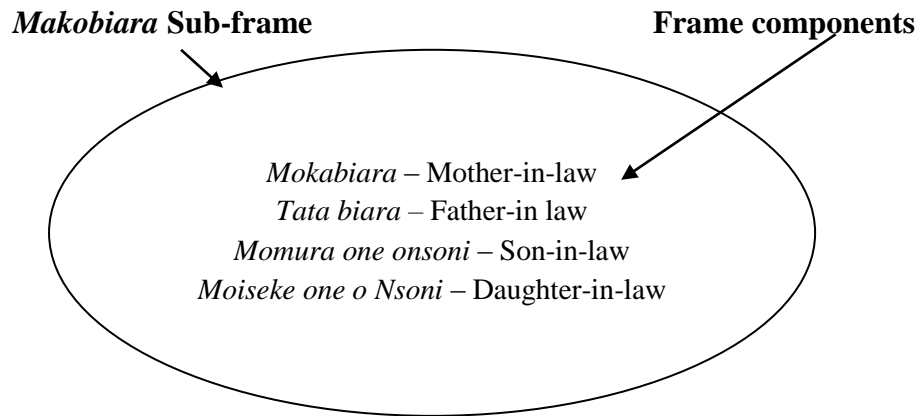 Makobiara Sub-frame Frame components
Mokabiara – Mother-in-law
Tata biara – Father-in law
Momura one onsoni – Son-in-law
Moiseke one o Nsoni – Daughter-in-law